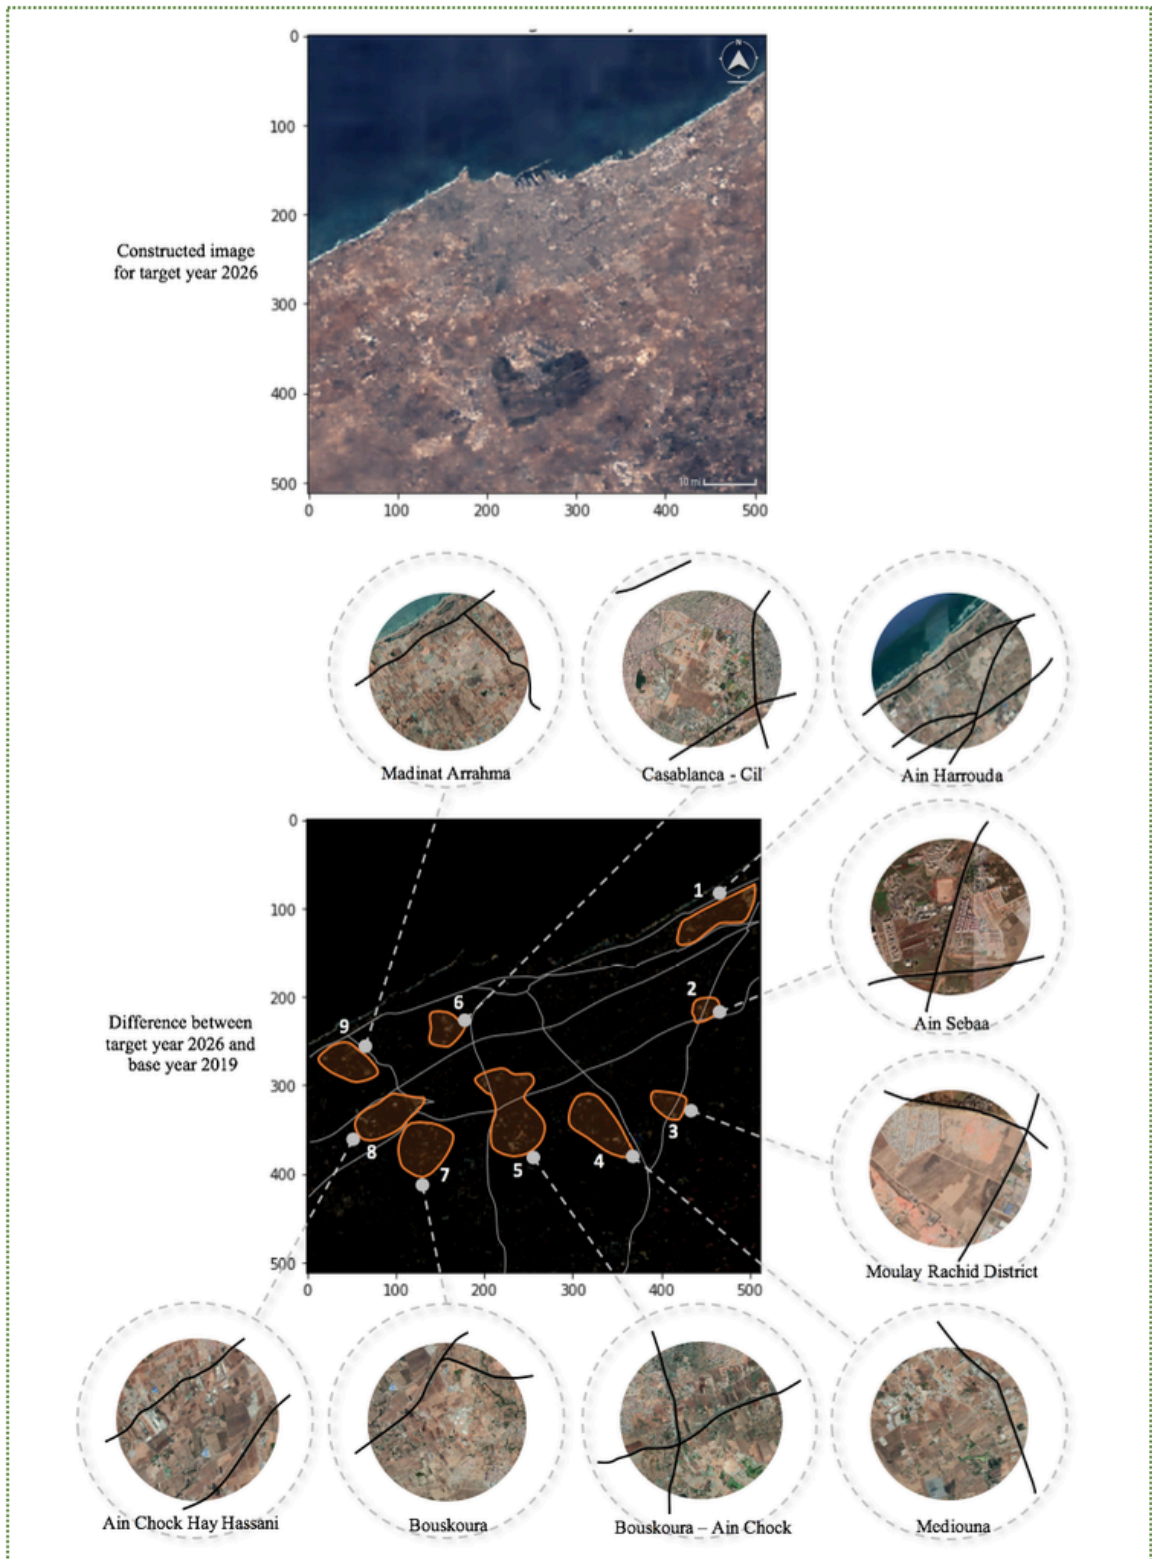 0
N
100
200
Constructed image
for target year 2026
300
400
10 mi
500
0
100
200
300
400
500
Madinat Arrahma
Casablanca - Cil
Ain Harrouda
0
1
100
2
200
6
Ain Sebaa
9
Difference between
target year 2026 and
base year 2019
300
3
8
4
5
7
400
Moulay Rachid District
500
0
100
200
300
400
500
Ain Chock Hay Hassani
Bouskoura
Bouskoura – Ain Chock
Mediouna